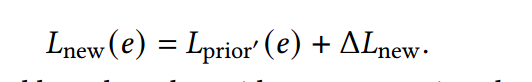 L_new(e) = L_prior′(e) + ΔL_new.